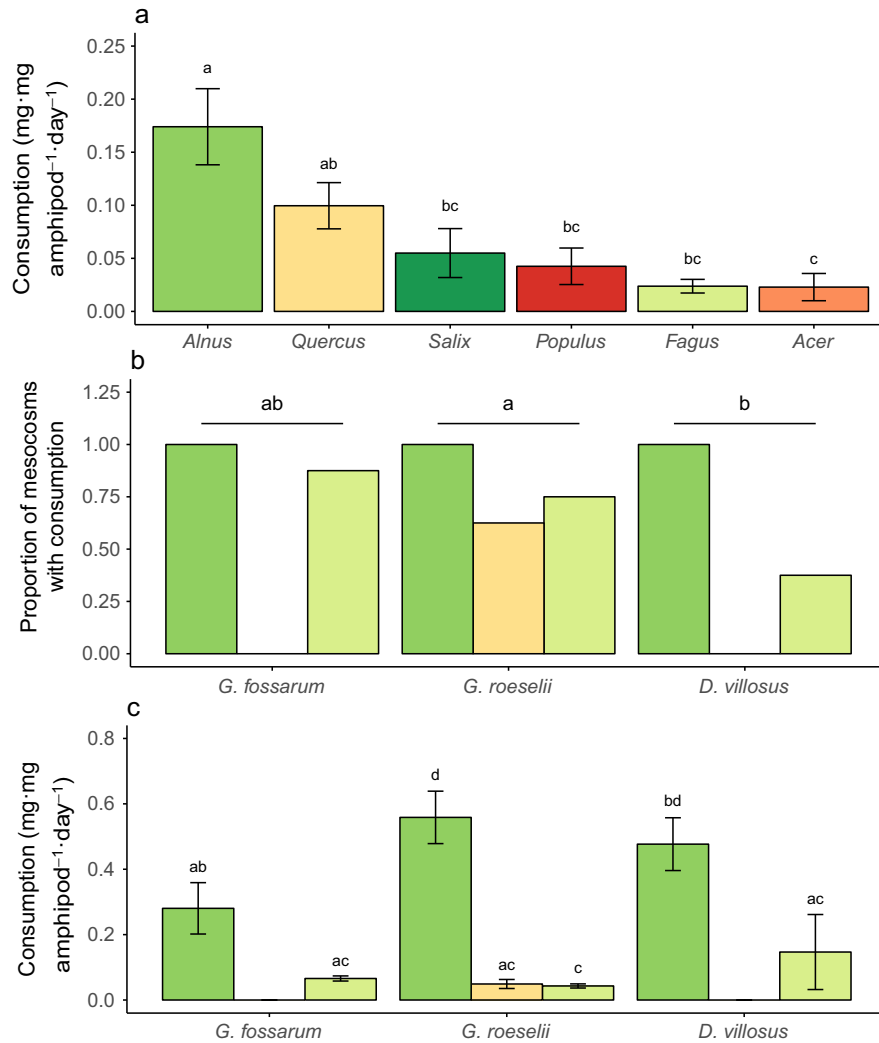 a
Consumption (mg·mg
amphipod⁻¹·day⁻¹)
0.25
0.20
0.15
0.10
0.05
0.00
a
ab
bc
bc
bc
c
Alnus Quercus Salix Populus Fagus Acer
b
Proportion of mesocosms
with consumption
1.25
1.00
0.75
0.50
0.25
0.00
ab
a
b
G. fossarum G. roeselii D. villosus
c
Consumption (mg·mg
amphipod⁻¹·day⁻¹)
0.8
0.6
0.4
0.2
0.0
ab
ac
d
ac
c
bd
ac
G. fossarum G. roeselii D. villosus